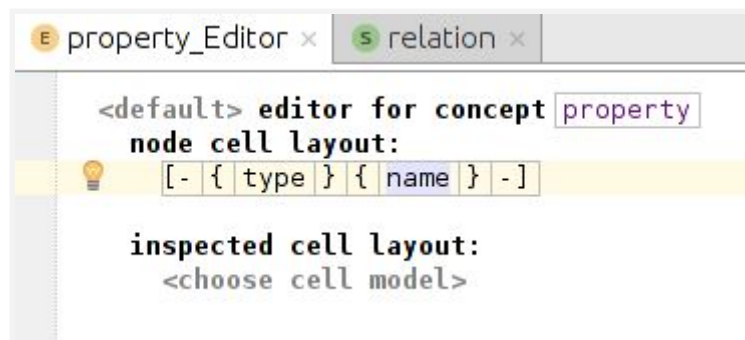 E property_Editor × S relation ×
<default> editor for concept property
node cell layout:
[- { type } { name } -]
inspected cell layout:
<choose cell model>